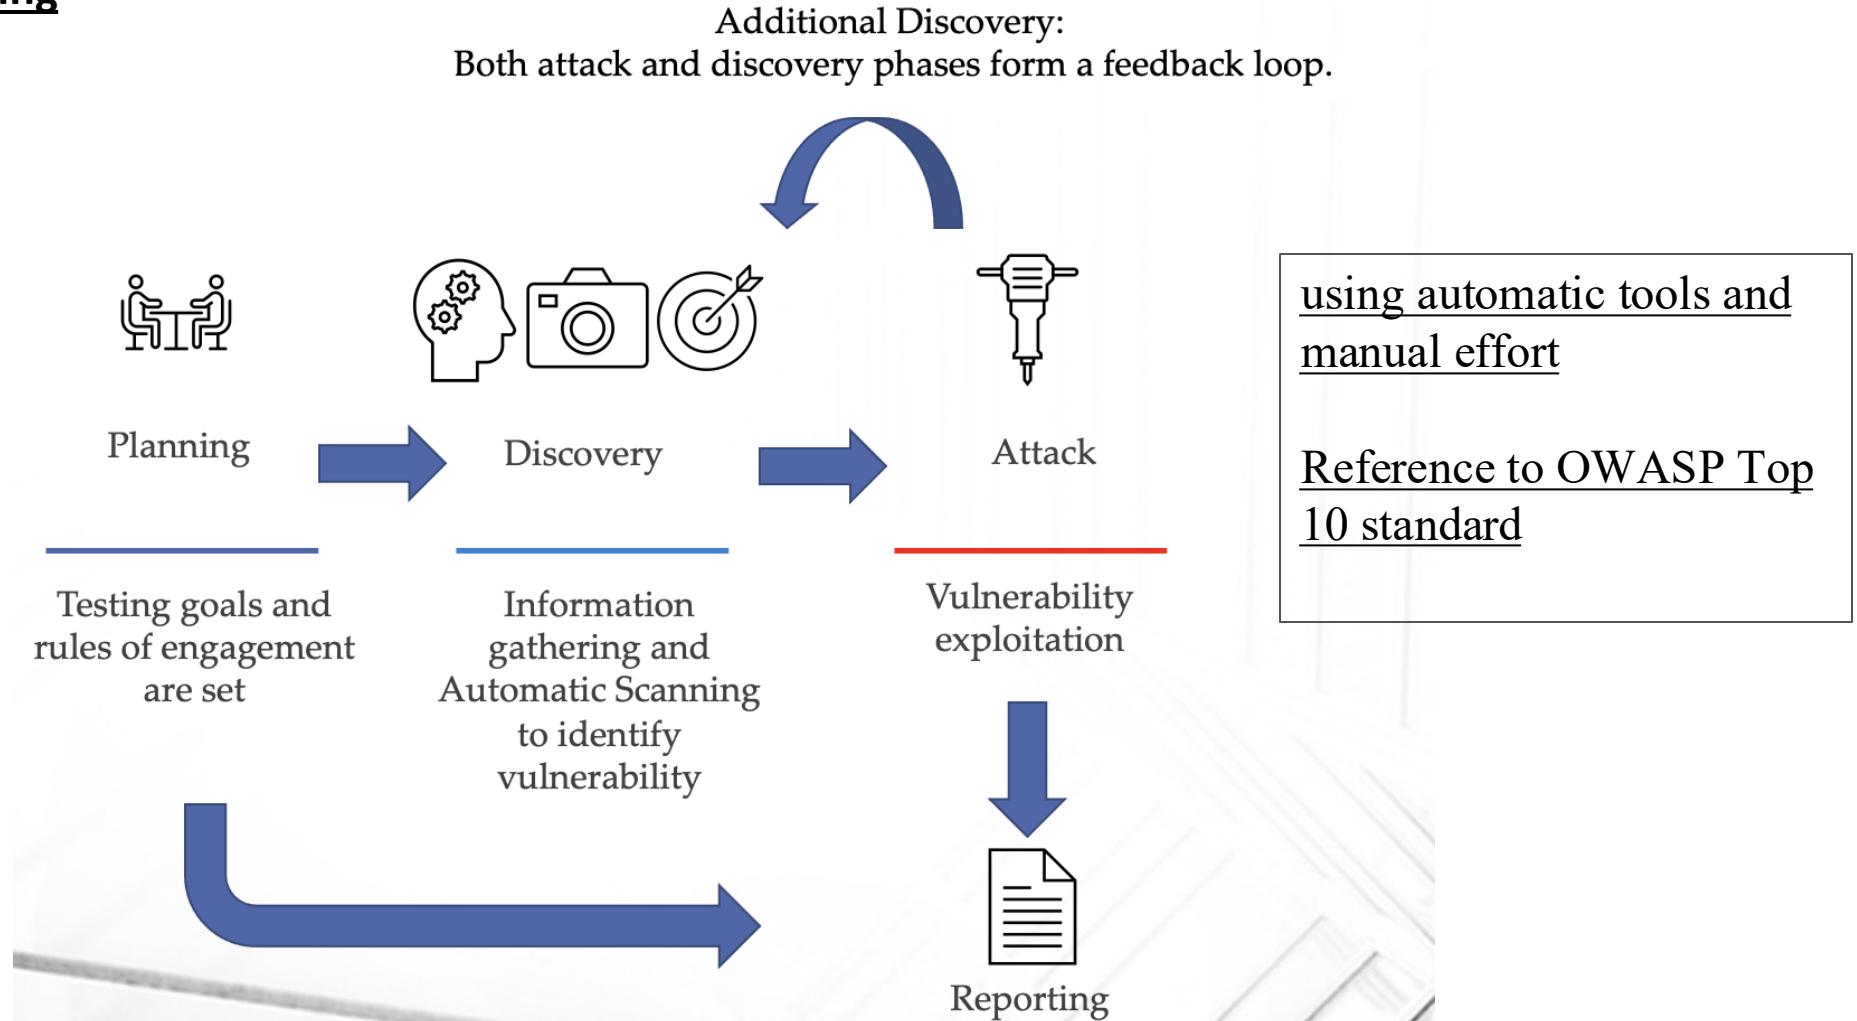 Additional Discovery:
Both attack and discovery phases form a feedback loop.
Planning
Discovery
Attack
Testing goals and
rules of engagement
are set
Information
gathering and
Automatic Scanning
to identify
vulnerability
Vulnerability
exploitation
Reporting
using automatic tools and
manual effort
Reference to OWASP Top
10 standard